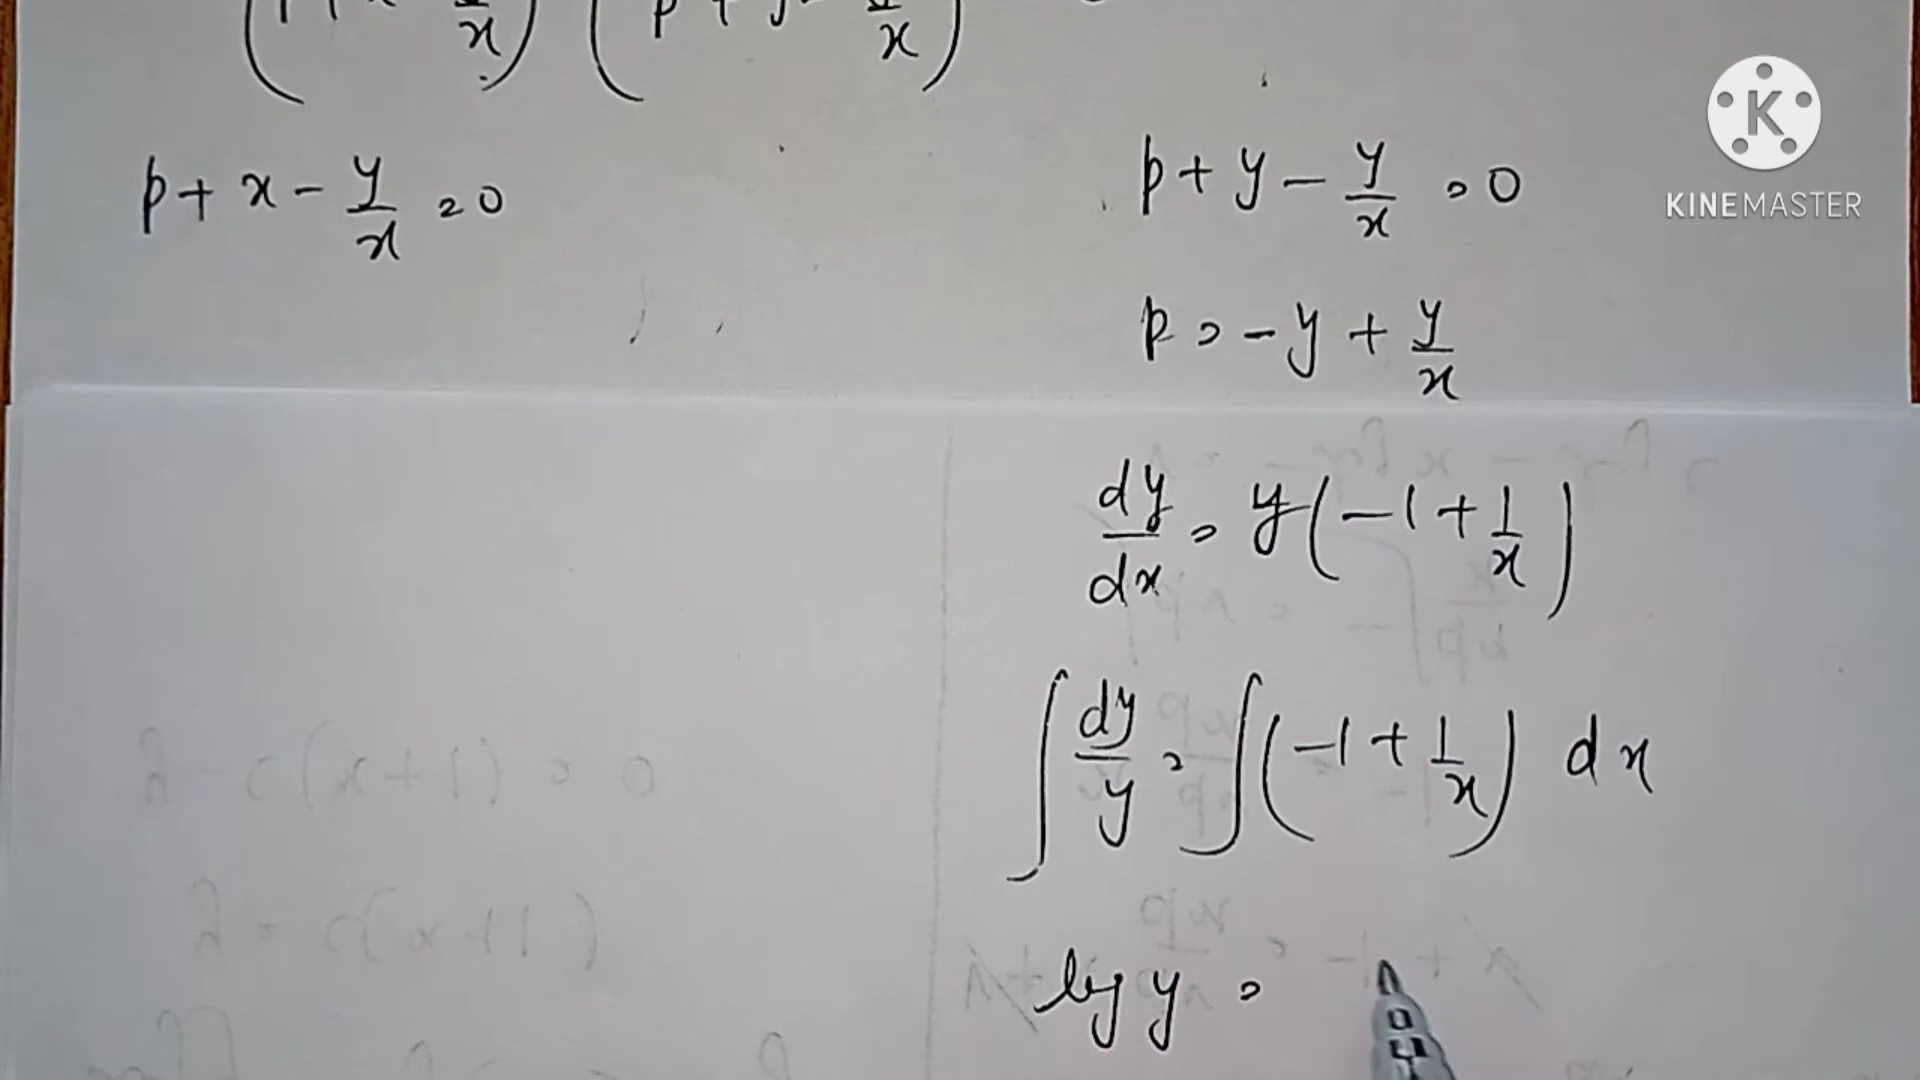 p + x - y/x = 0
p + y - y/x = 0
KINEMASTER
p = -y + y/x
dy/dx = y(-1 + 1/x)
∫ dy/y = ∫(-1 + 1/x) dx
log y =